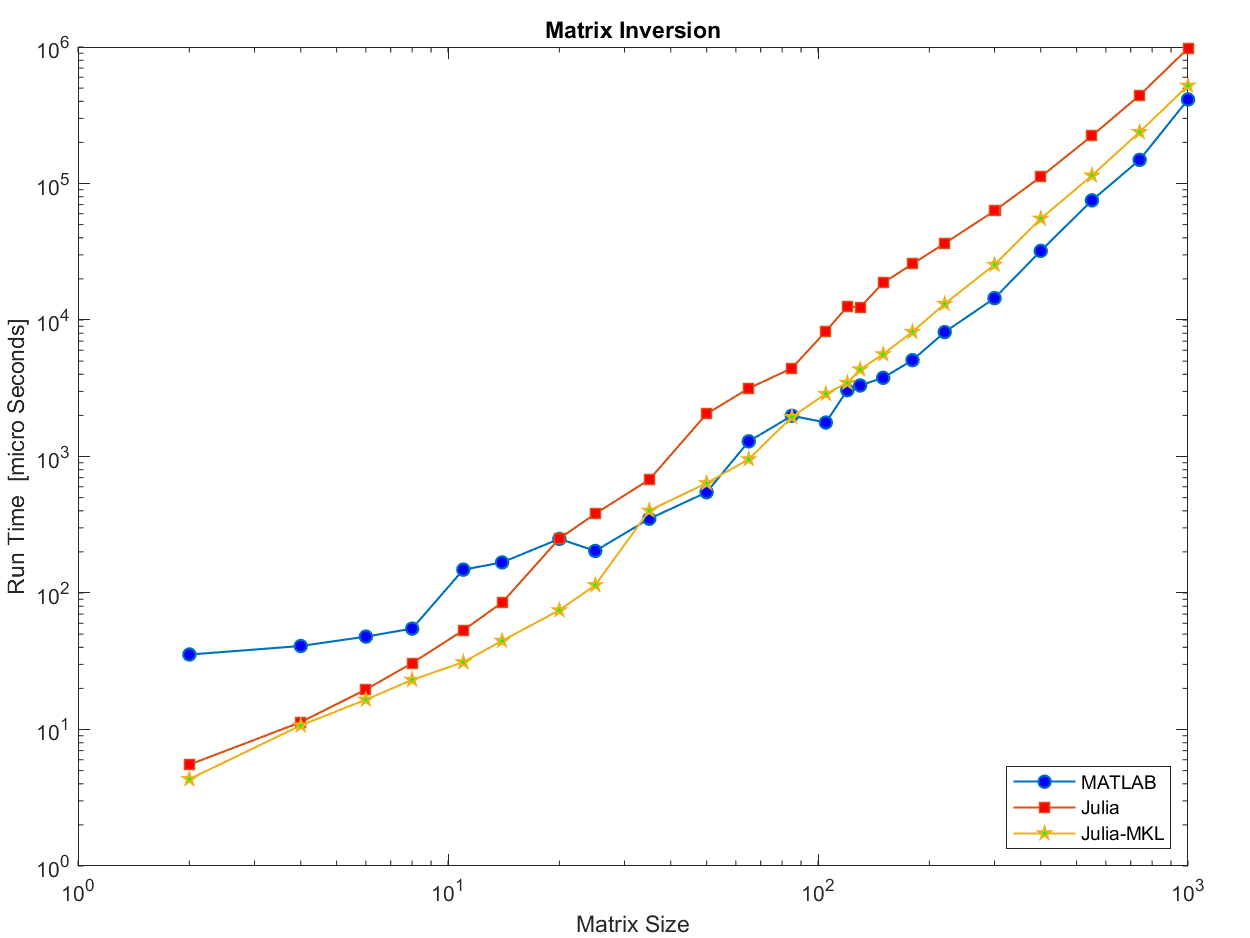 Matrix Inversion
10^6
10^5
10^4
10^3
10^2
10^1
10^0
Run Time [micro Seconds]
10^0 10^1 10^2 10^3
Matrix Size
MATLAB
Julia
Julia-MKL